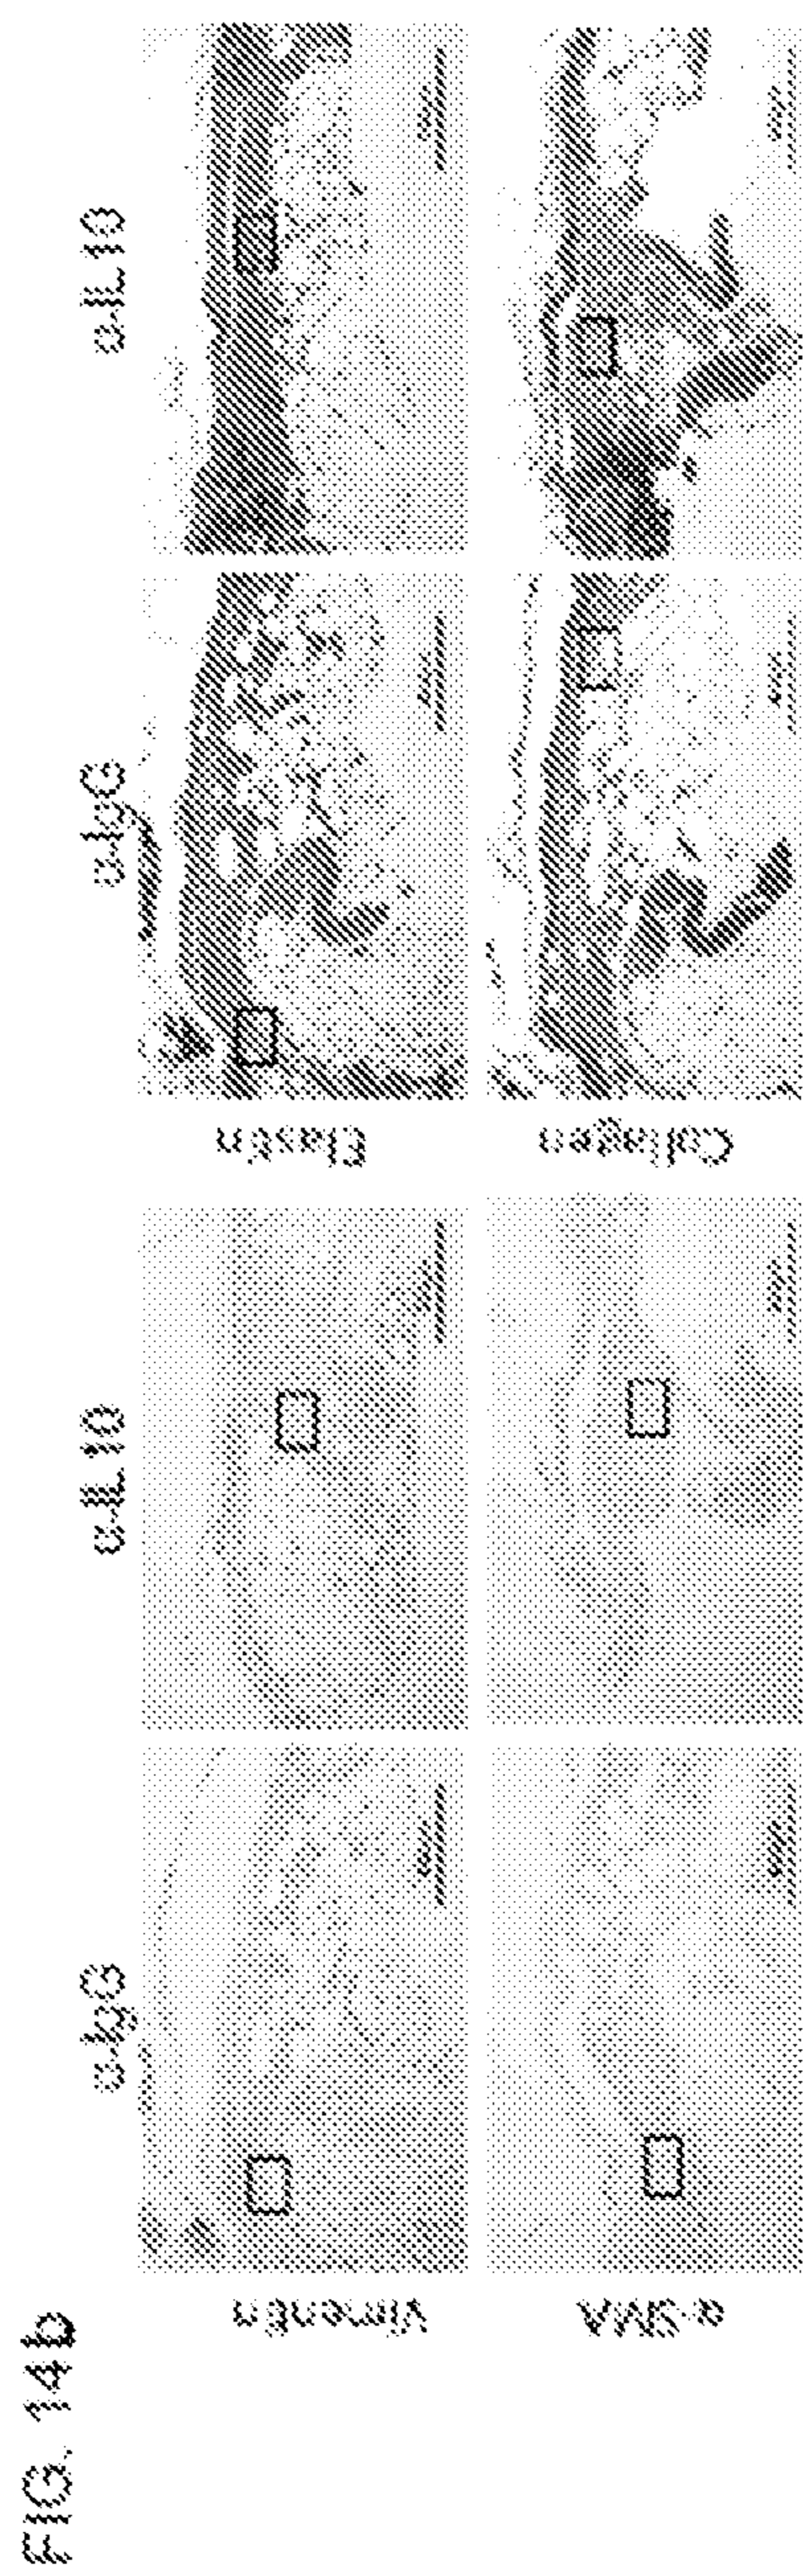 FIG. 14b
α-IgG α-IL10 α-IgG α-IL10
Vimentin Elastin
α-SMA Collagen